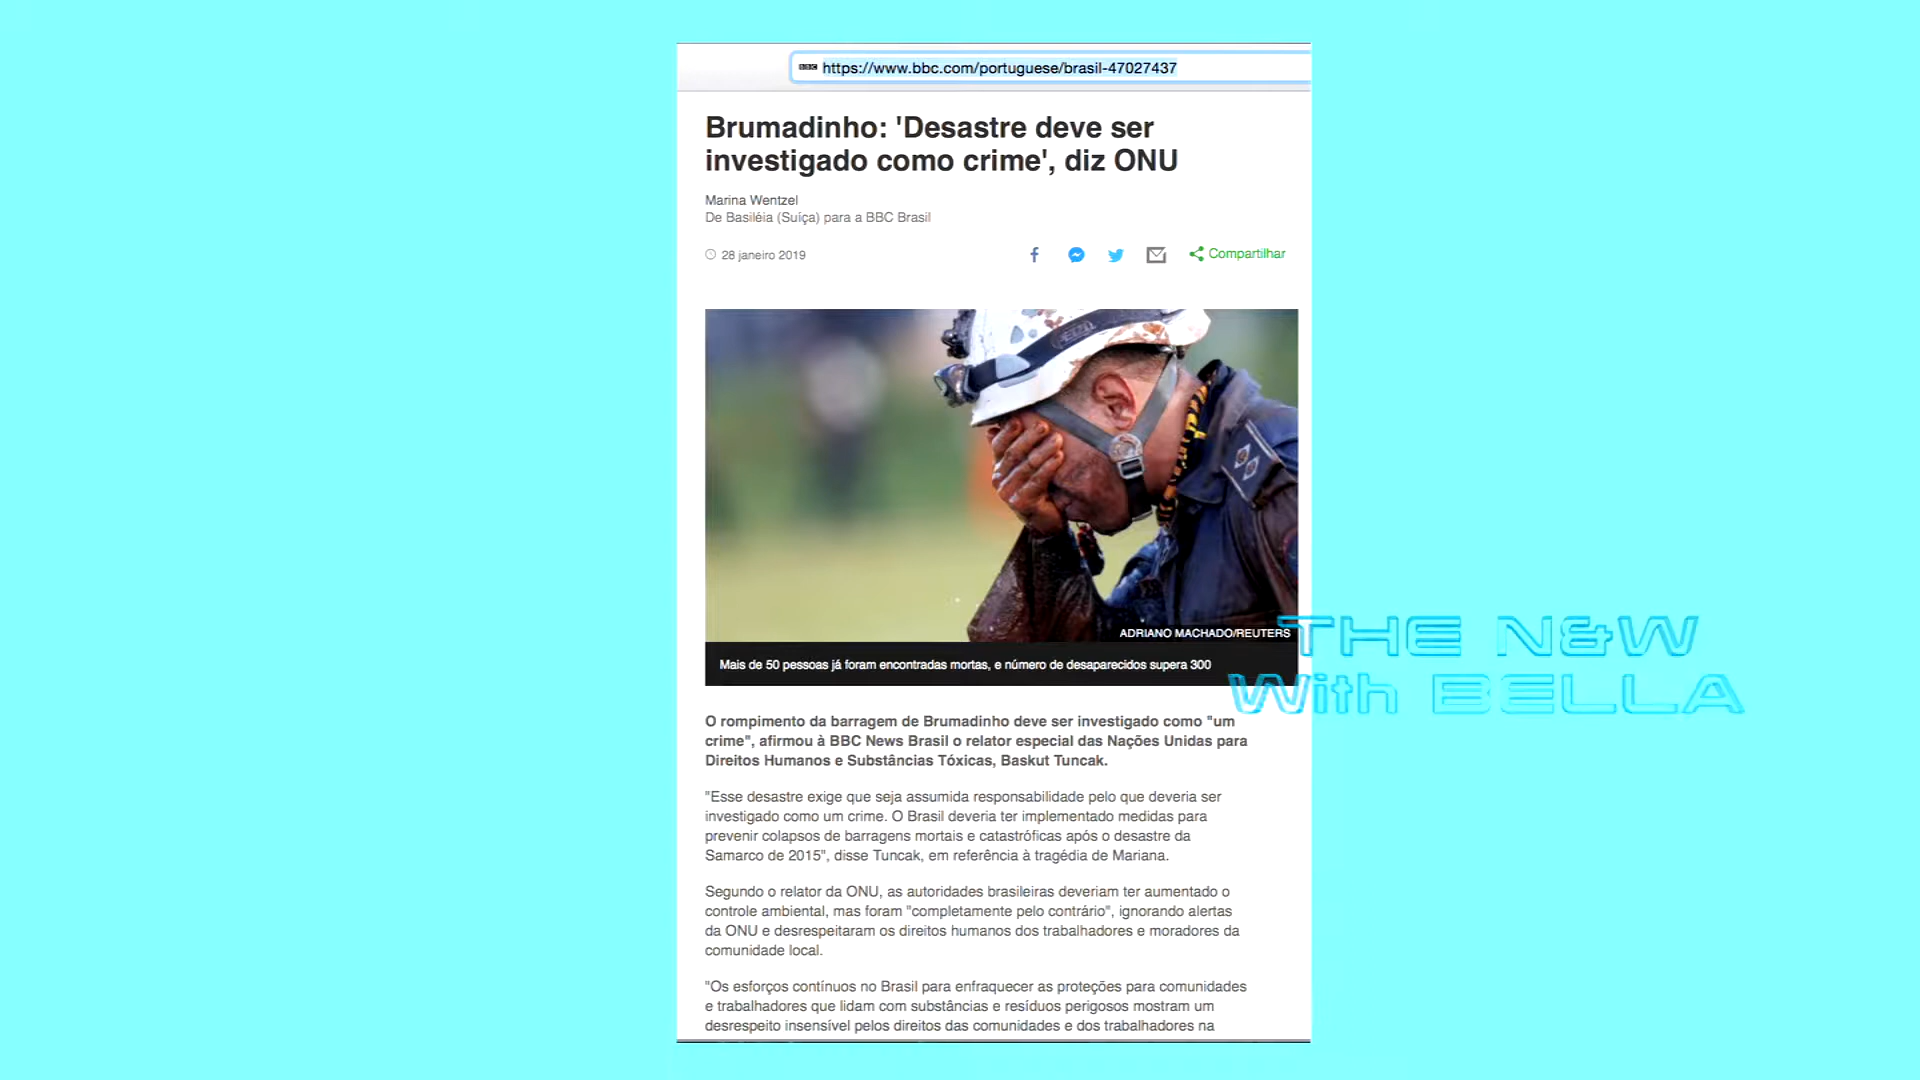 BBC https://www.bbc.com/portuguese/brasil-47027437
Brumadinho: 'Desastre deve ser
investigado como crime', diz ONU
Marina Wentzel
De Basiléia (Suíça) para a BBC Brasil
28 janeiro 2019
Compartilhar
ADRIANO MACHADO/REUTERS
Mais de 50 pessoas já foram encontradas mortas, e número de desaparecidos supera 300
THE N&W
With BELLA
O rompimento da barragem de Brumadinho deve ser investigado como "um
crime", afirmou à BBC News Brasil o relator especial das Nações Unidas para
Direitos Humanos e Substâncias Tóxicas, Baskut Tuncak.
"Esse desastre exige que seja assumida responsabilidade pelo que deveria ser
investigado como um crime. O Brasil deveria ter implementado medidas para
prevenir colapsos de barragens mortais e catastróficas após o desastre da
Samarco de 2015", disse Tuncak, em referência à tragédia de Mariana.
Segundo o relator da ONU, as autoridades brasileiras deveriam ter aumentado o
controle ambiental, mas foram "completamente pelo contrário", ignorando alertas
da ONU e desrespeitaram os direitos humanos dos trabalhadores e moradores da
comunidade local.
"Os esforços contínuos no Brasil para enfraquecer as proteções para comunidades
e trabalhadores que lidam com substâncias e resíduos perigosos mostram um
desrespeito insensível pelos direitos das comunidades e dos trabalhadores na